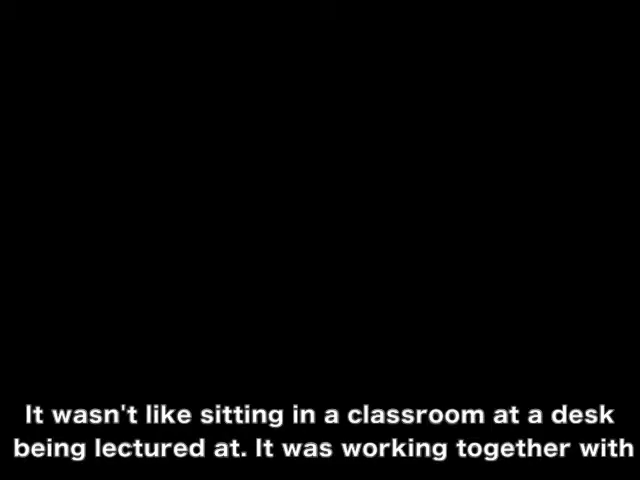 It wasn't like sitting in a classroom at a desk
being lectured at. It was working together with